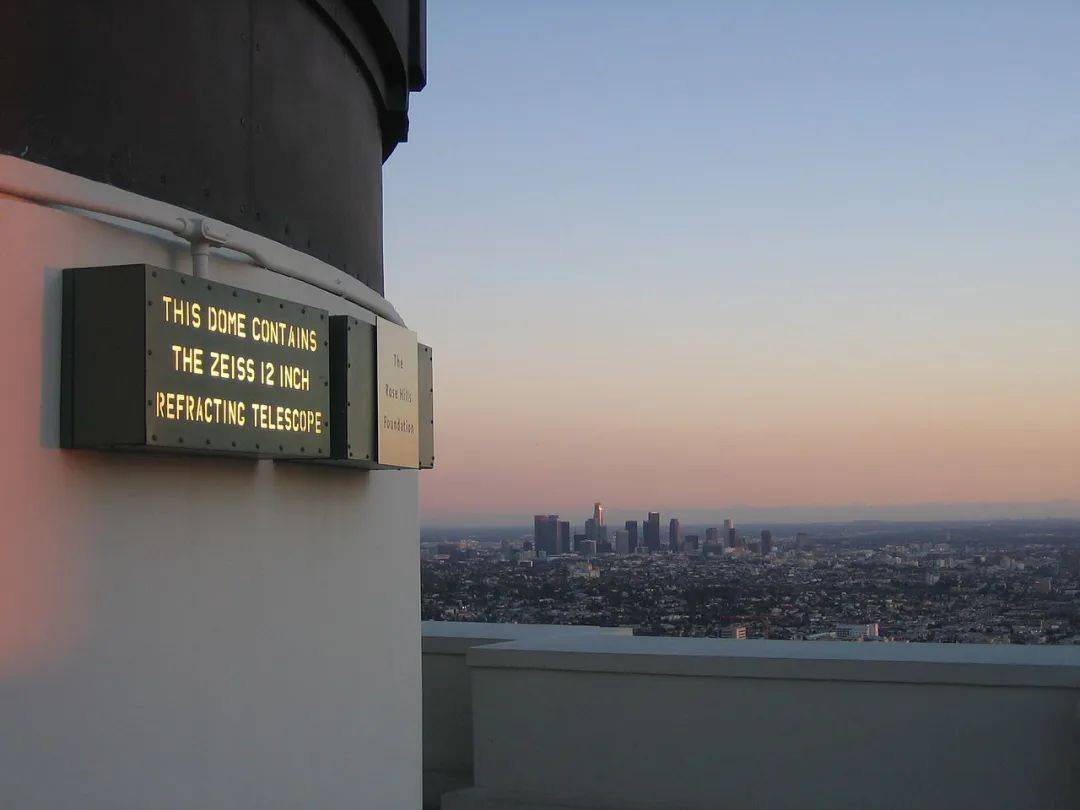 THIS DOME CONTAINS
THE ZEISS 12 INCH
REFRACTING TELESCOPE
The
Rose Hills
Foundation